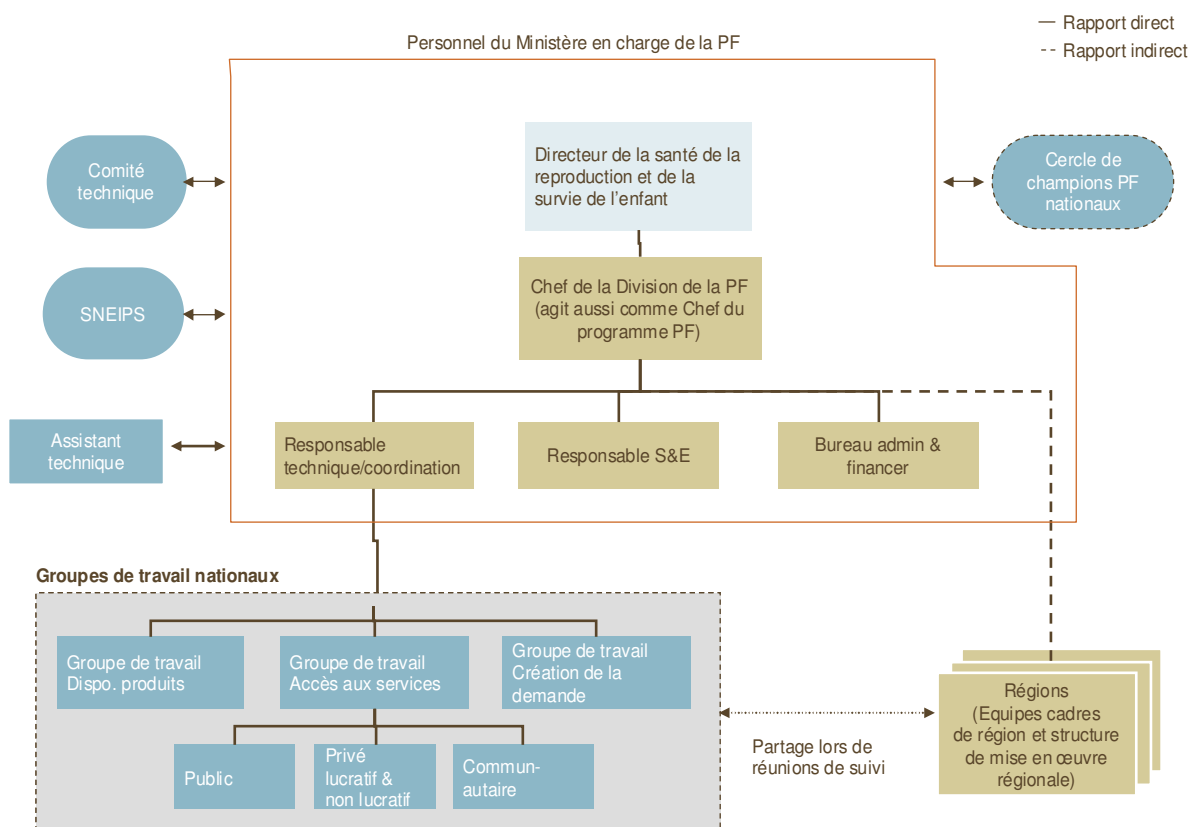 Rapport direct
Rapport indirect
Personnel du Ministère en charge de la PF
Comité
technique
Directeur de la santé de la
reproduction et de la
survie de l'enfant
Cercle de
champions PF
nationaux
SNEIPS
Chef de la Division de la PF
(agit aussi comme Chef du
programme PF)
Assistant
technique
Responsable
technique/coordination
Responsable S&E
Bureau admin &
financer
Groupes de travail nationaux
Groupe de travail
Dispo. produits
Groupe de travail
Accès aux services
Groupe de travail
Création de la
demande
Public
Privé
lucratif &
non lucratif
Commun-
autaire
Partage lors de
réunions de suivi
Régions
(Equipes cadres
de région et structure
de mise en œuvre
régionale)